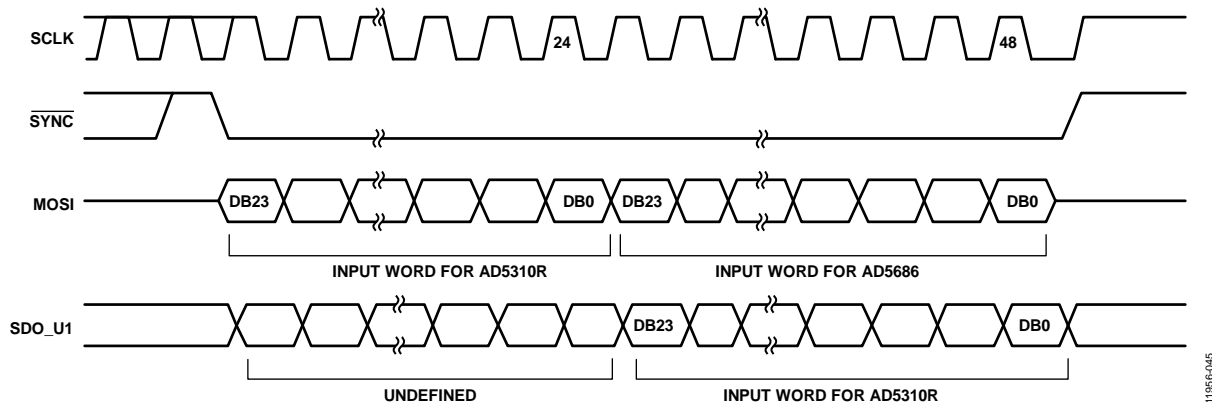 SCLK
24
48
SYNC
MOSI
DB23
DB0
DB23
DB0
INPUT WORD FOR AD5310R
INPUT WORD FOR AD5686
SDO_U1
DB23
DB0
UNDEFINED
INPUT WORD FOR AD5310R
11956-045